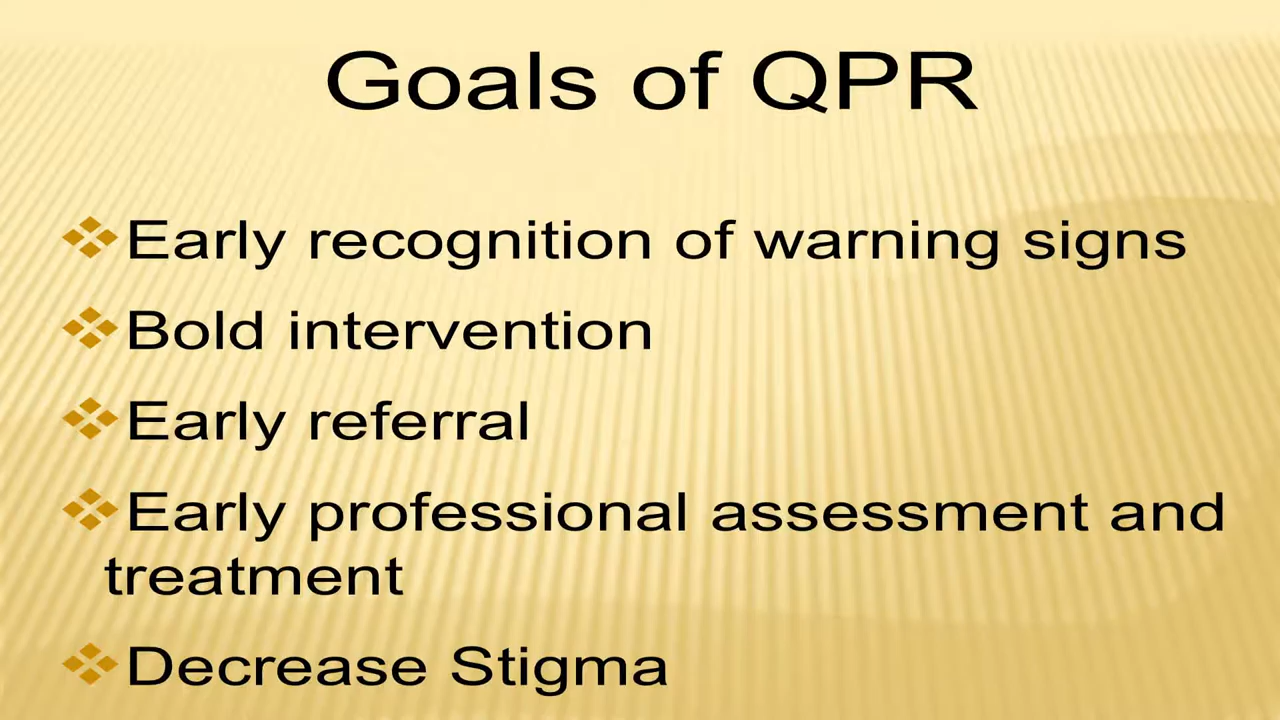 Goals of QPR
Early recognition of warning signs
Bold intervention
Early referral
Early professional assessment and
treatment
Decrease Stigma